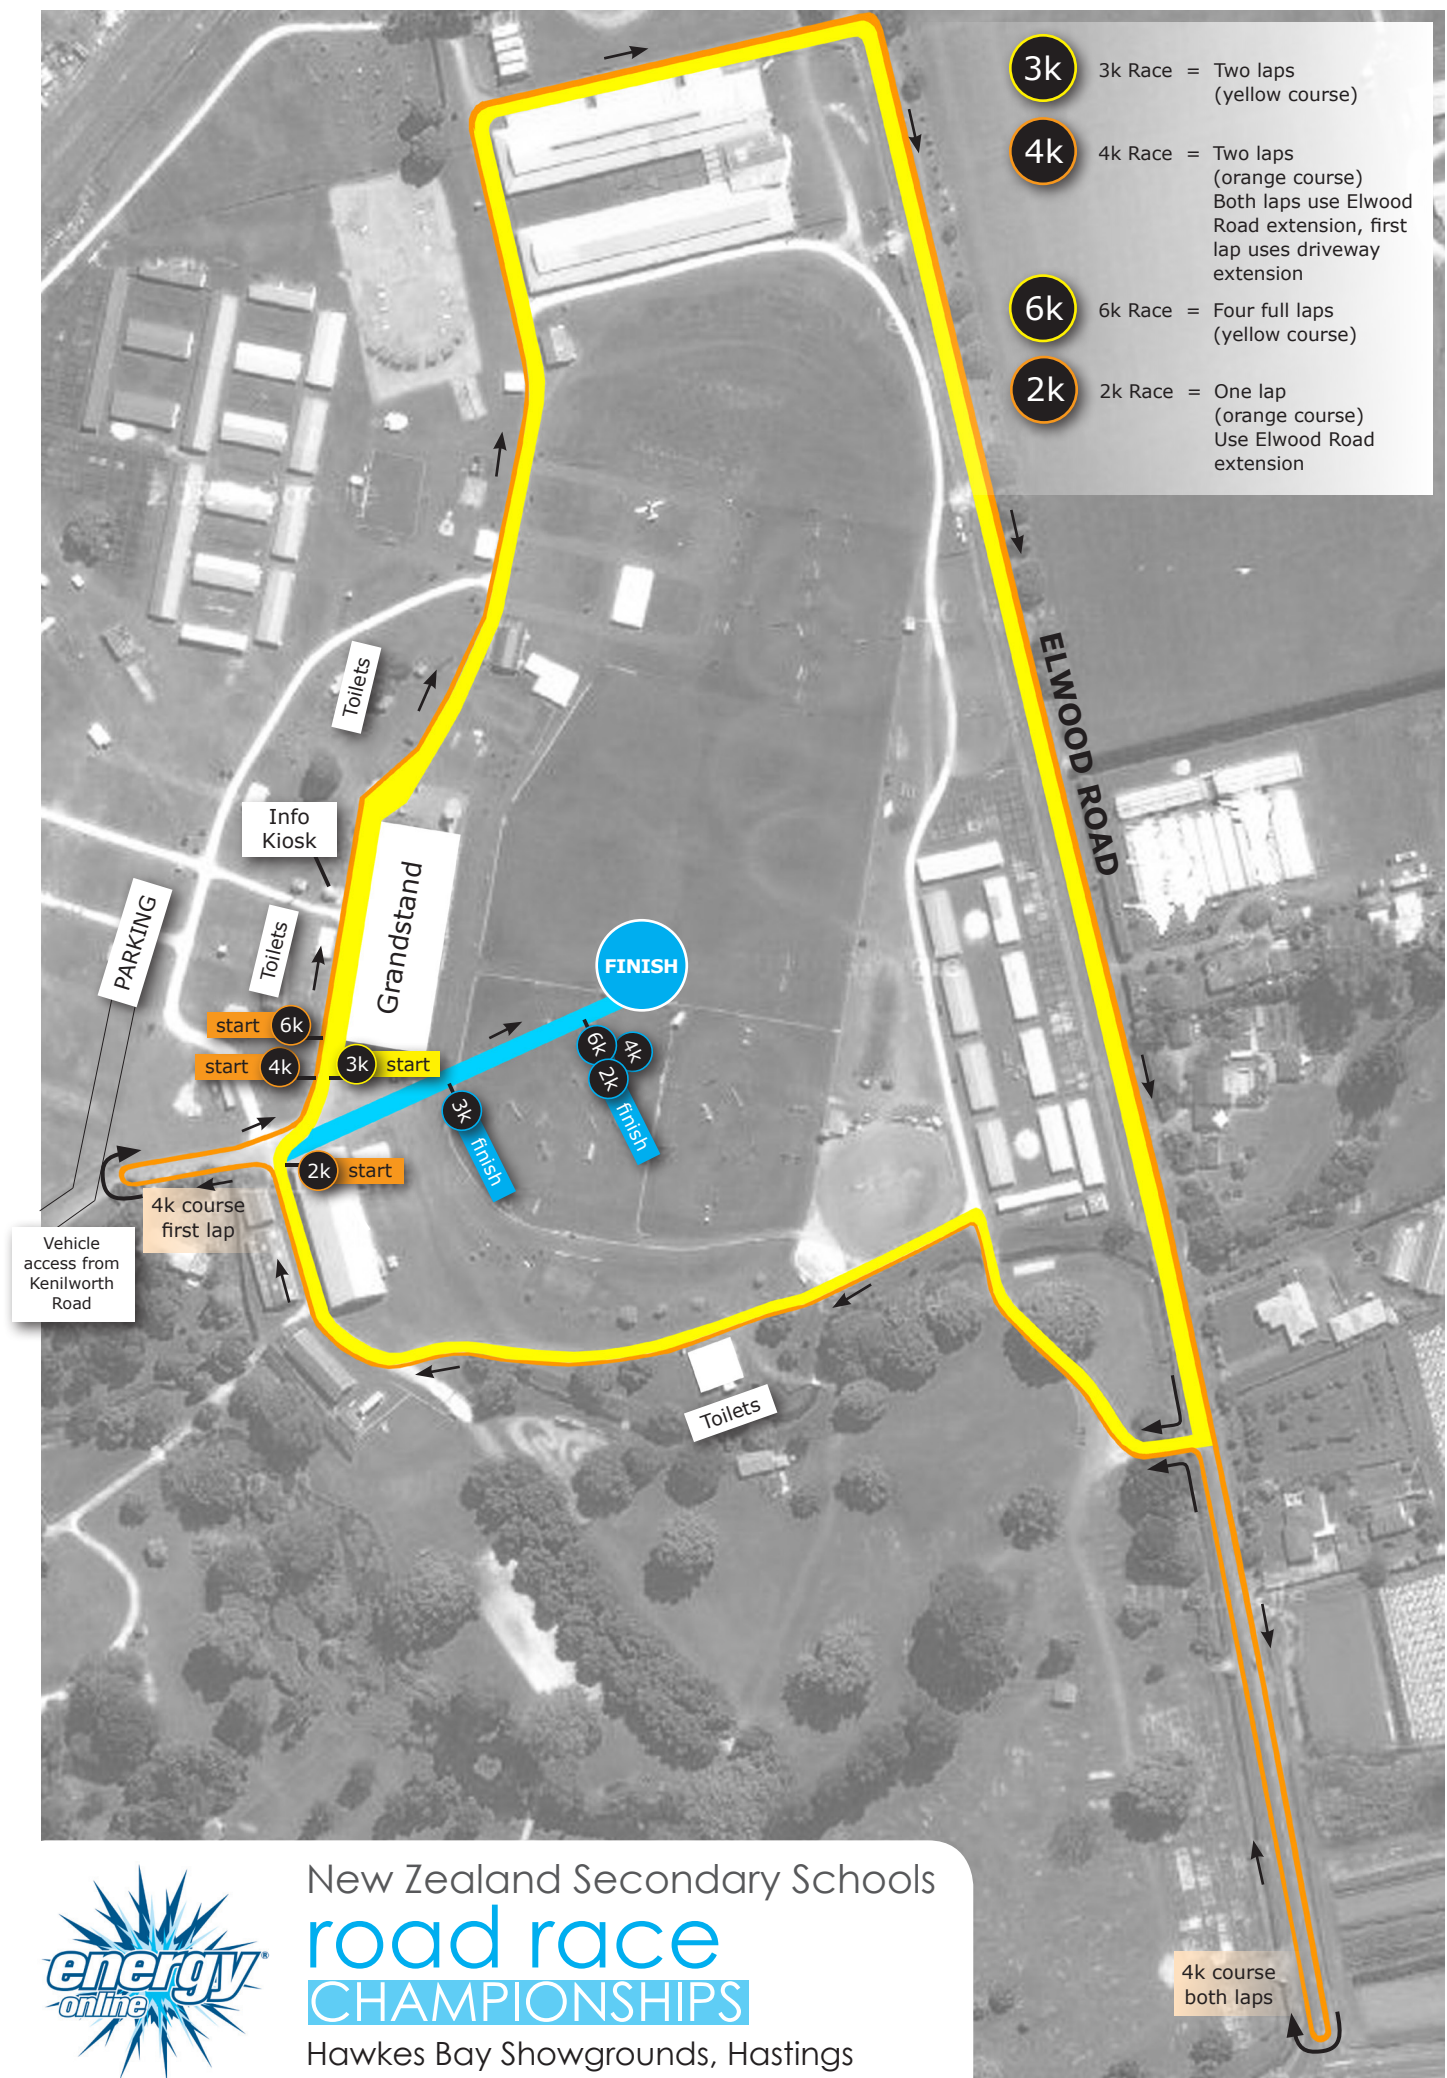 3k
3k Race = Two laps
(yellow course)
4k
4k Race = Two laps
(orange course)
Both laps use Elwood
Road extension, first
lap uses driveway
extension
6k
6k Race = Four full laps
(yellow course)
2k
2k Race = One lap
(orange course)
Use Elwood Road
extension
ELWOOD ROAD
Toilets
Info
Kiosk
Grandstand
PARKING
Toilets
FINISH
start 6k
start 4k
3k start
6k
4k
2k
finish
3k
finish
2k start
4k course
first lap
Vehicle
access from
Kenilworth
Road
Toilets
4k course
both laps
energy®
online
New Zealand Secondary Schools
road race
CHAMPIONSHIPS
Hawkes Bay Showgrounds, Hastings